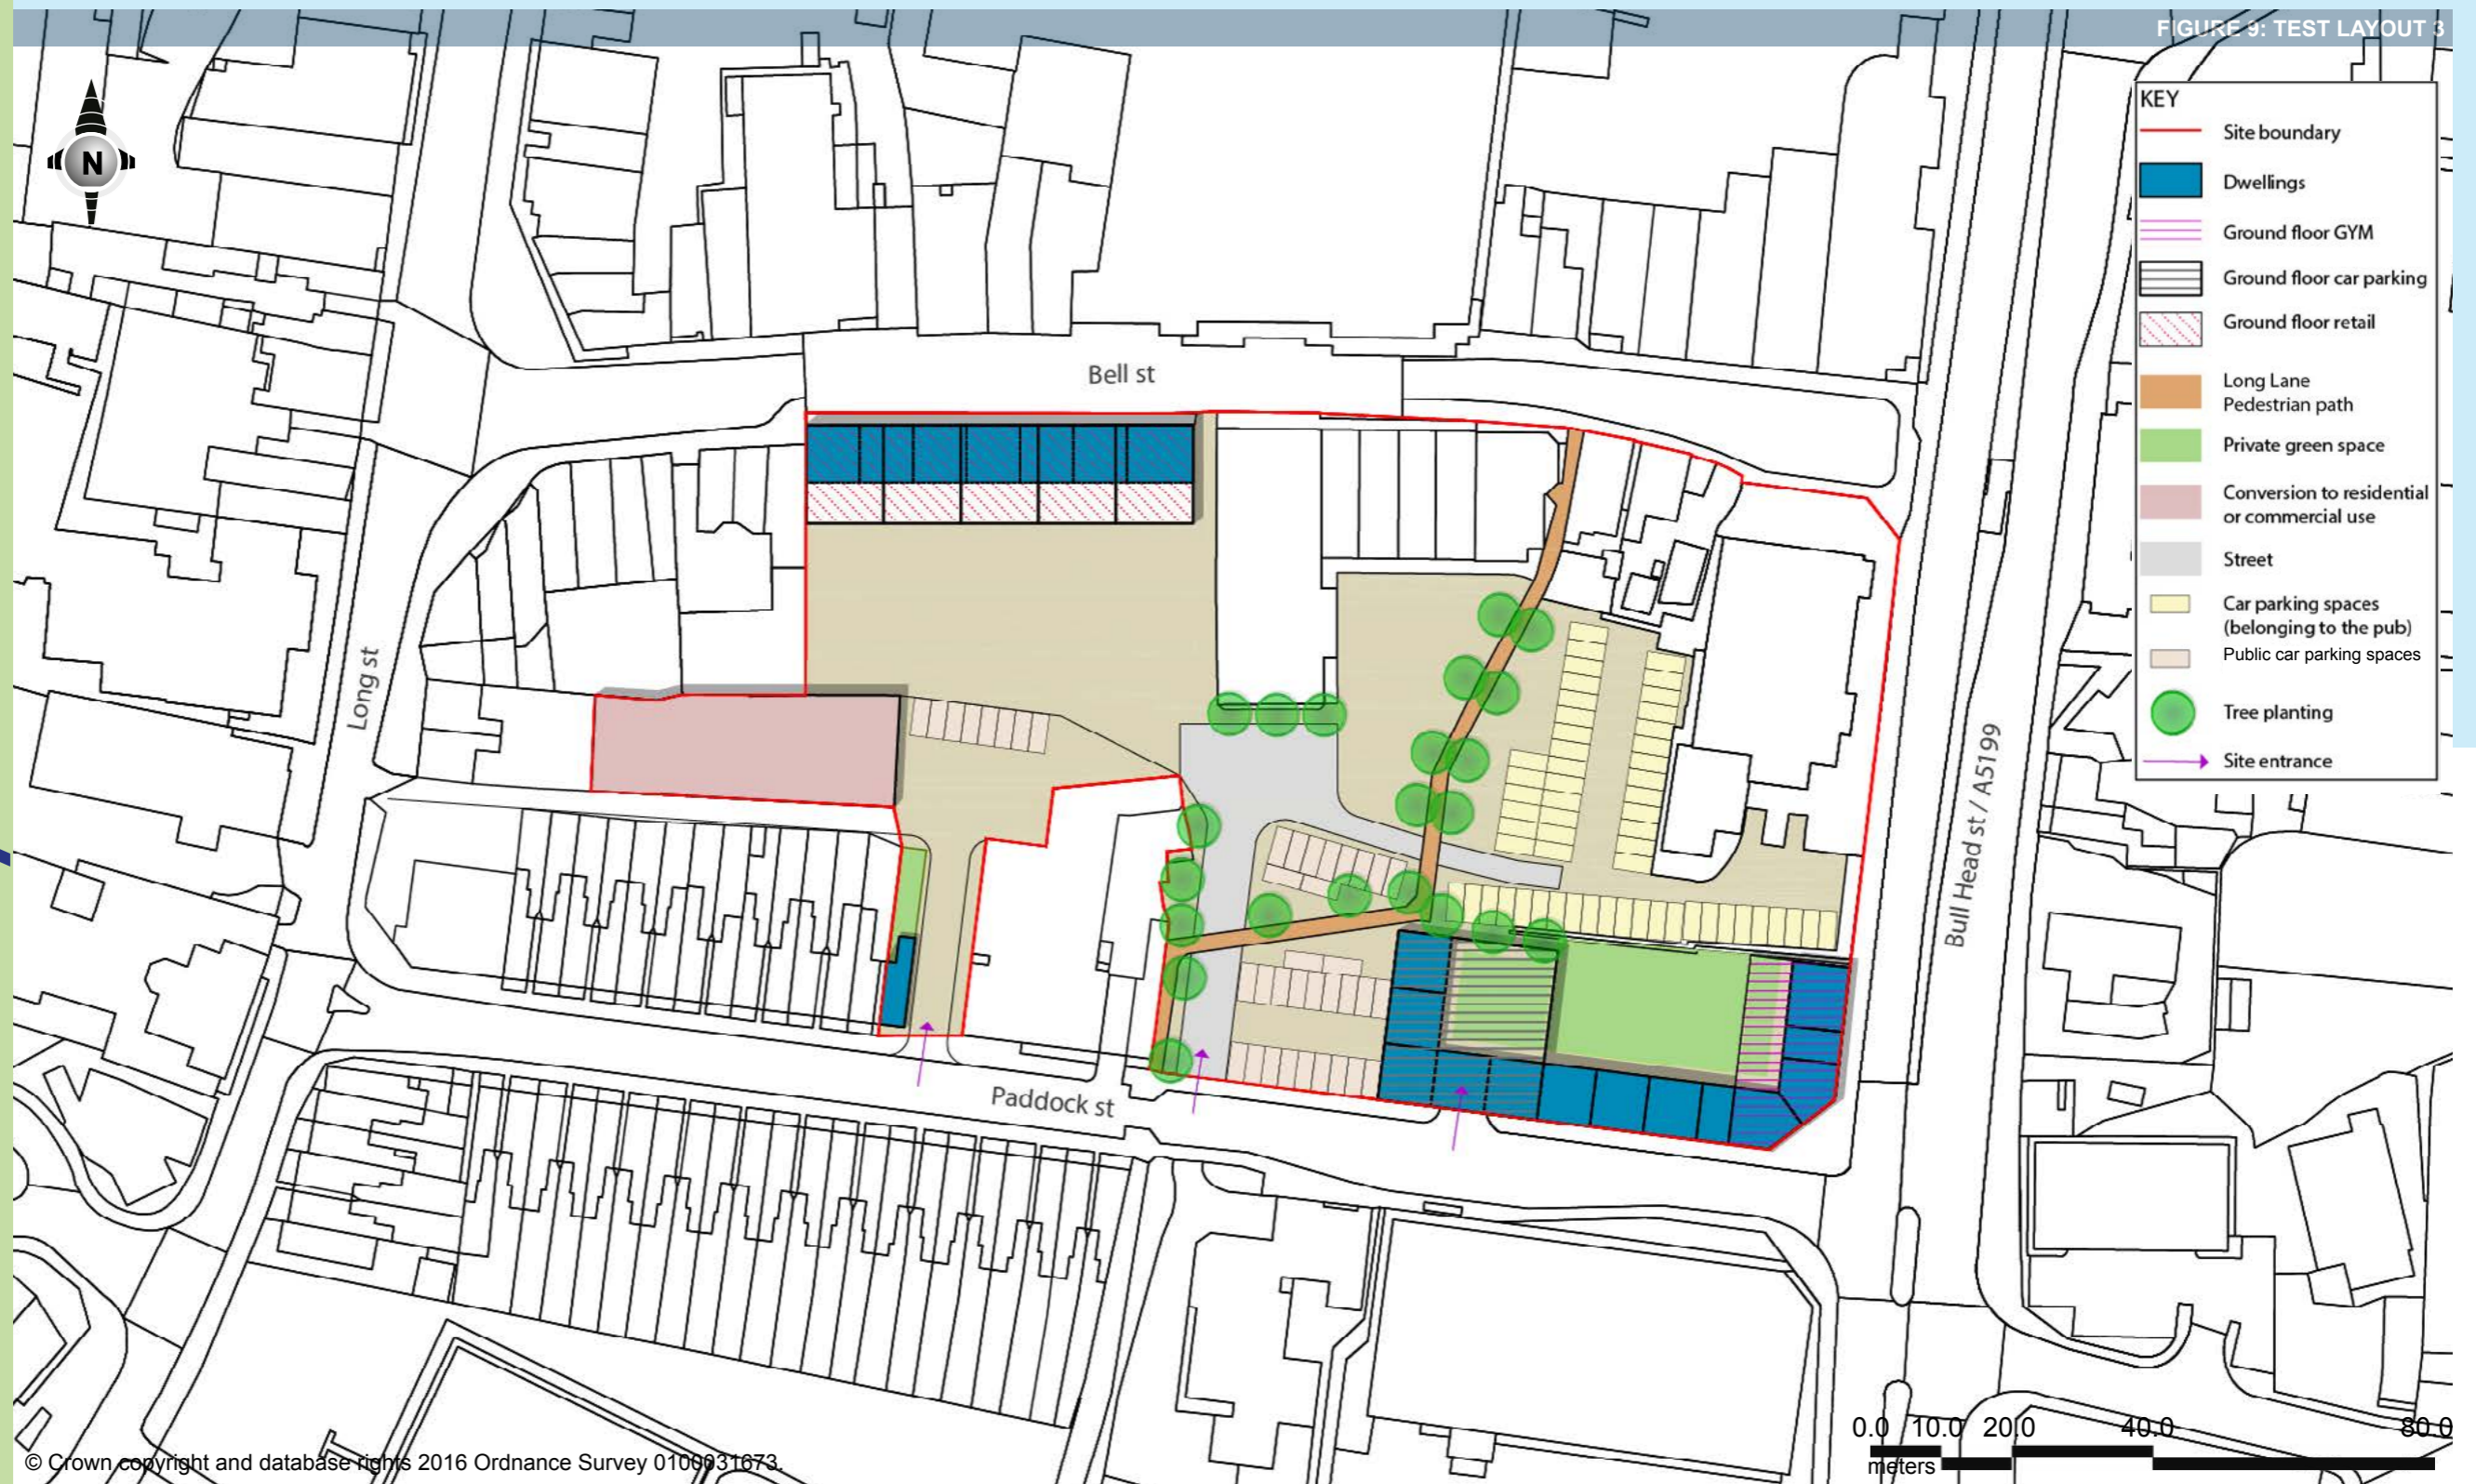 FIGURE 9: TEST LAYOUT 3
N
KEY
Site boundary
Dwellings
Ground floor GYM
Ground floor car parking
Ground floor retail
Long Lane
Pedestrian path
Private green space
Conversion to residential
or commercial use
Street
Car parking spaces
(belonging to the pub)
Public car parking spaces
Tree planting
Site entrance
Bell st
Long st
Bull Head st / A5199
Paddock st
0.0 10.0 20.0 40.0 80.0
meters
© Crown copyright and database rights 2016 Ordnance Survey 0100031673.